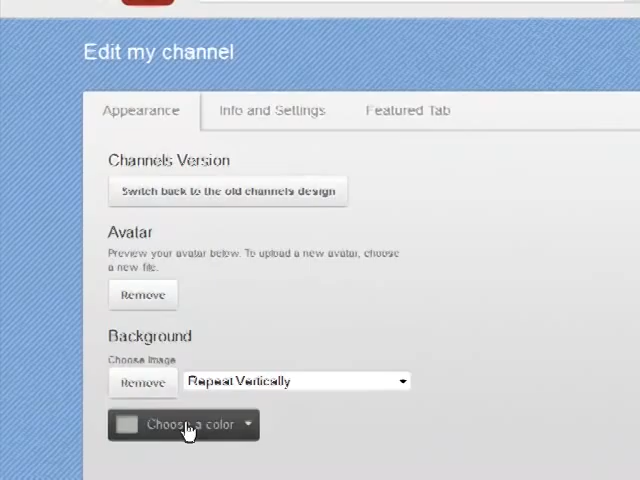 Edit my channel
Appearance
Info and Settings
Featured Tab
Channels Version
Switch back to the old channels design
Avatar
Preview your avatar below. To upload a new avatar, choose
a new file.
Remove
Background
Choose Image
Remove
Repeat Vertically
Choose a color